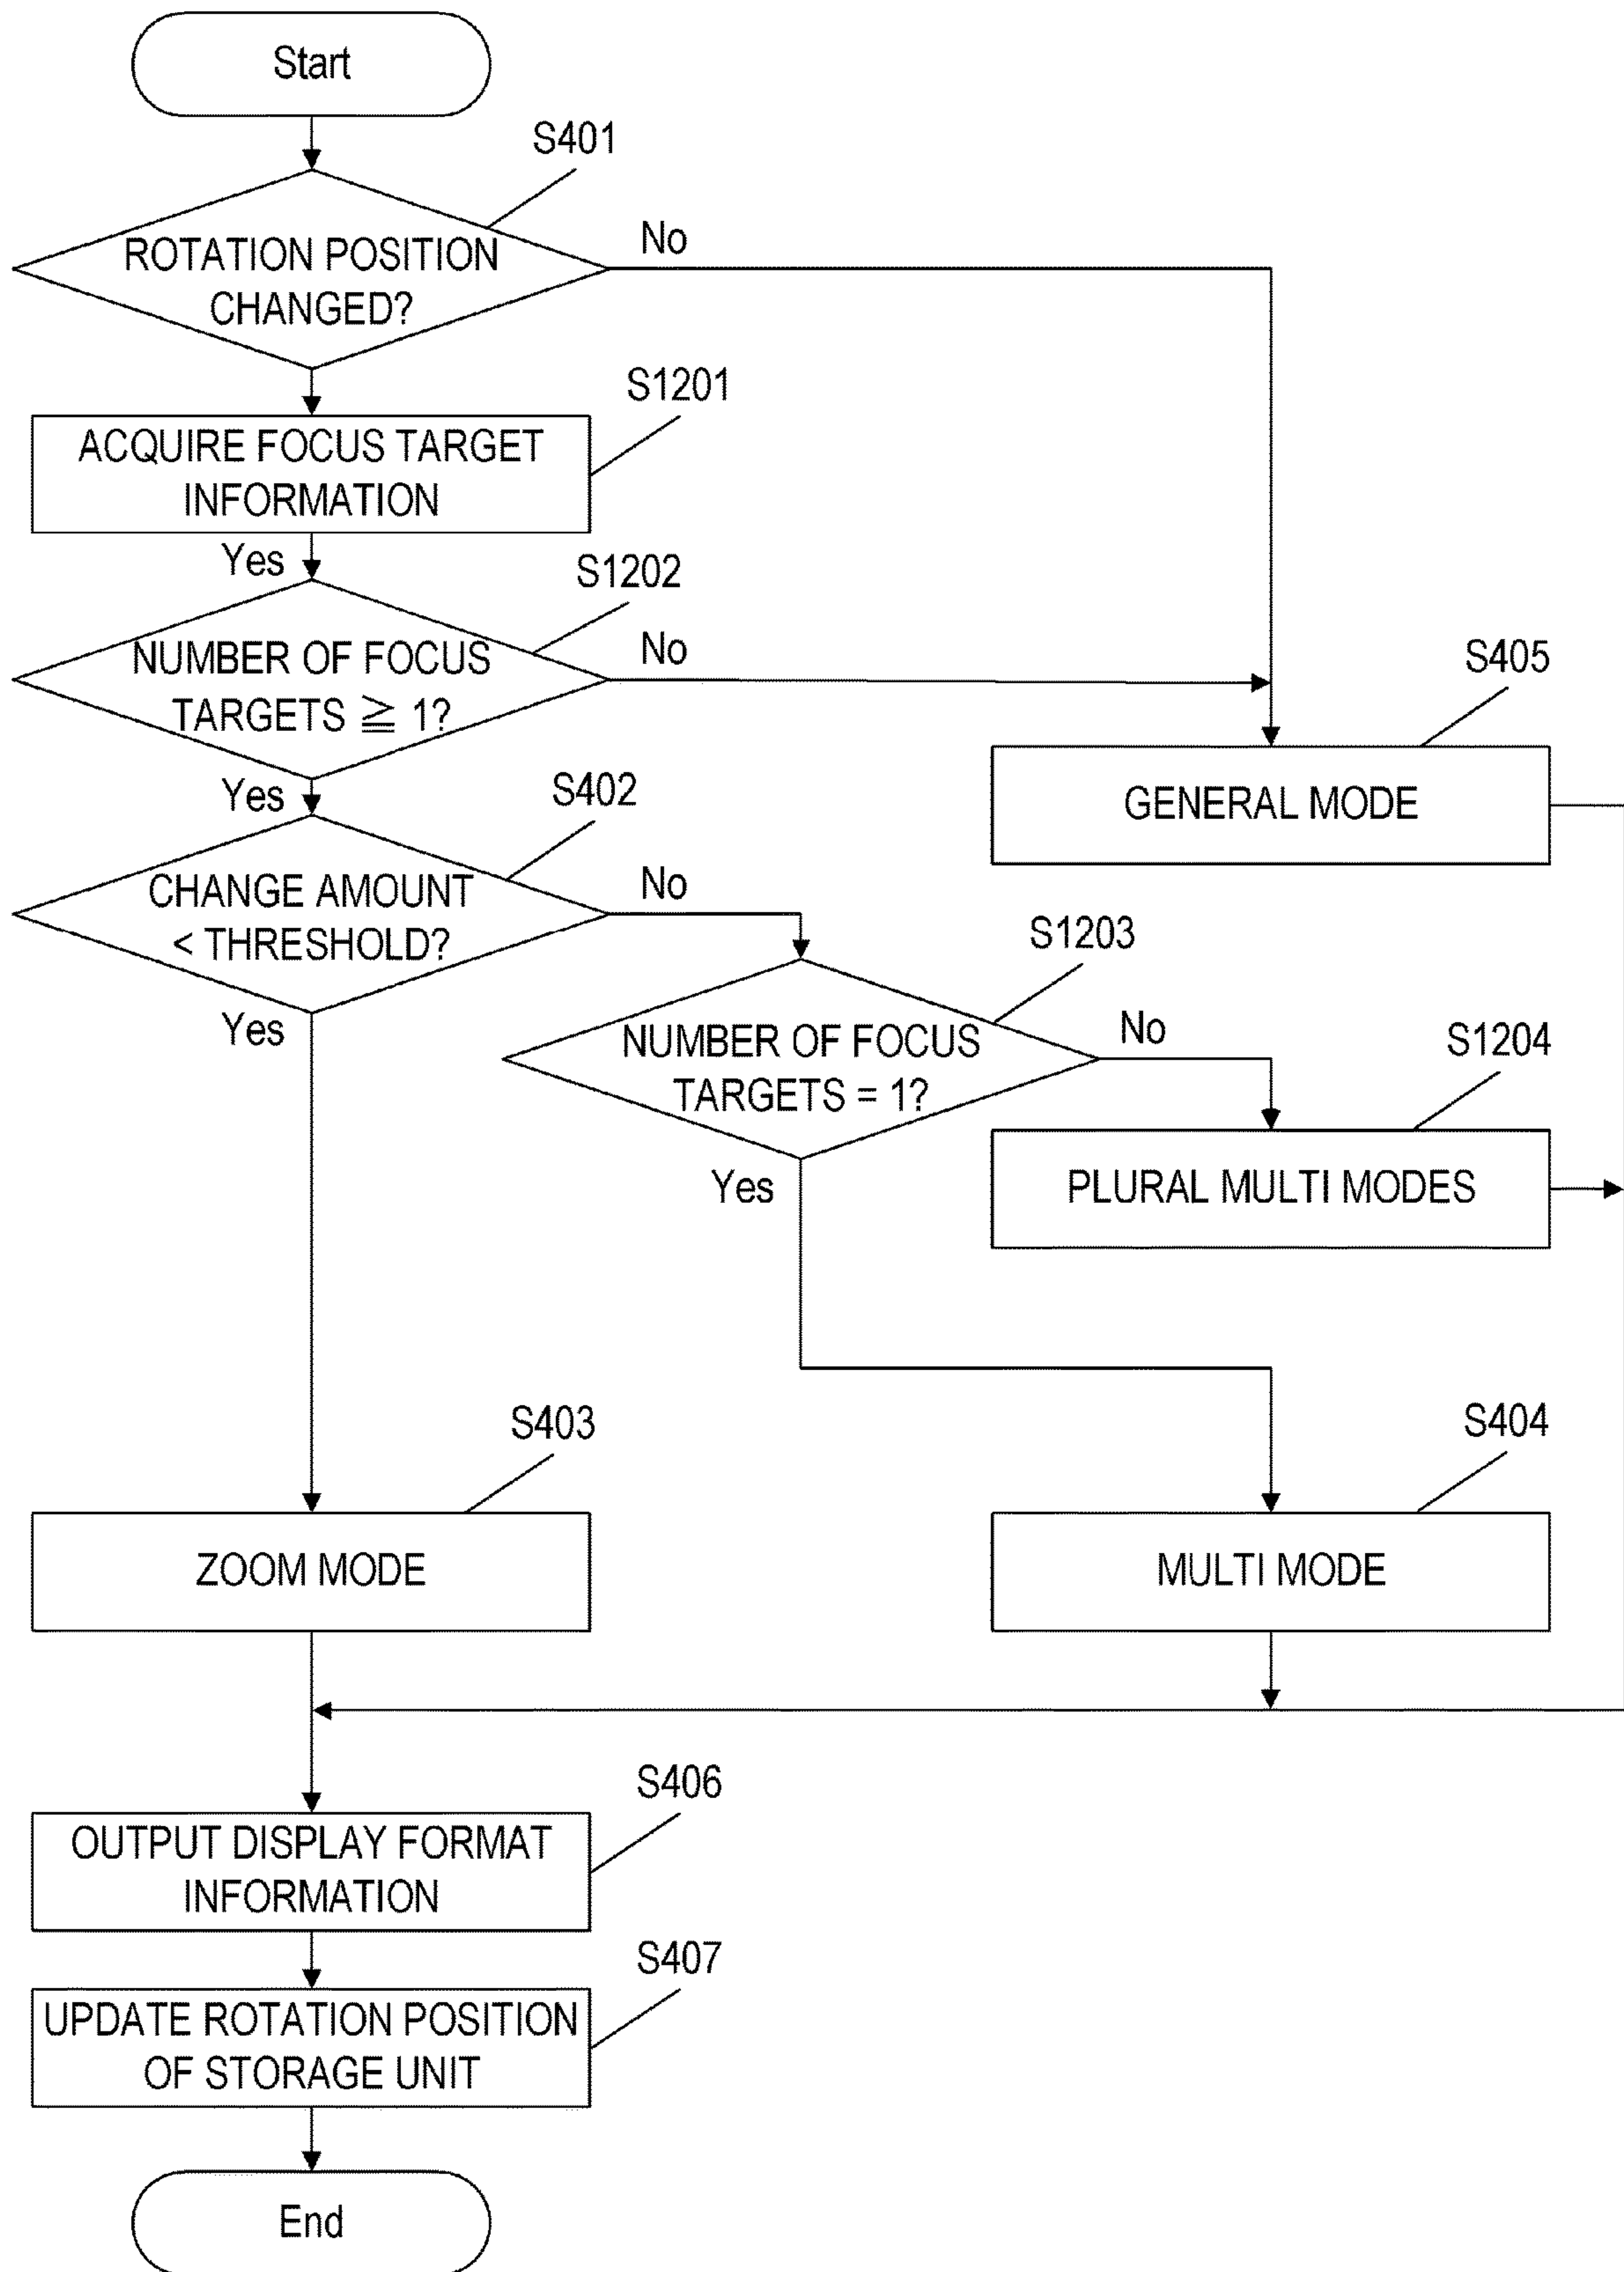 Start
S401
ROTATION POSITION
CHANGED?
No
S1201
ACQUIRE FOCUS TARGET
INFORMATION
Yes
S1202
NUMBER OF FOCUS
TARGETS ≧ 1?
No
S405
GENERAL MODE
Yes
S402
CHANGE AMOUNT
< THRESHOLD?
No
Yes
S1203
NUMBER OF FOCUS
TARGETS = 1?
No
Yes
S1204
PLURAL MULTI MODES
S403
ZOOM MODE
S404
MULTI MODE
S406
OUTPUT DISPLAY FORMAT
INFORMATION
S407
UPDATE ROTATION POSITION
OF STORAGE UNIT
End